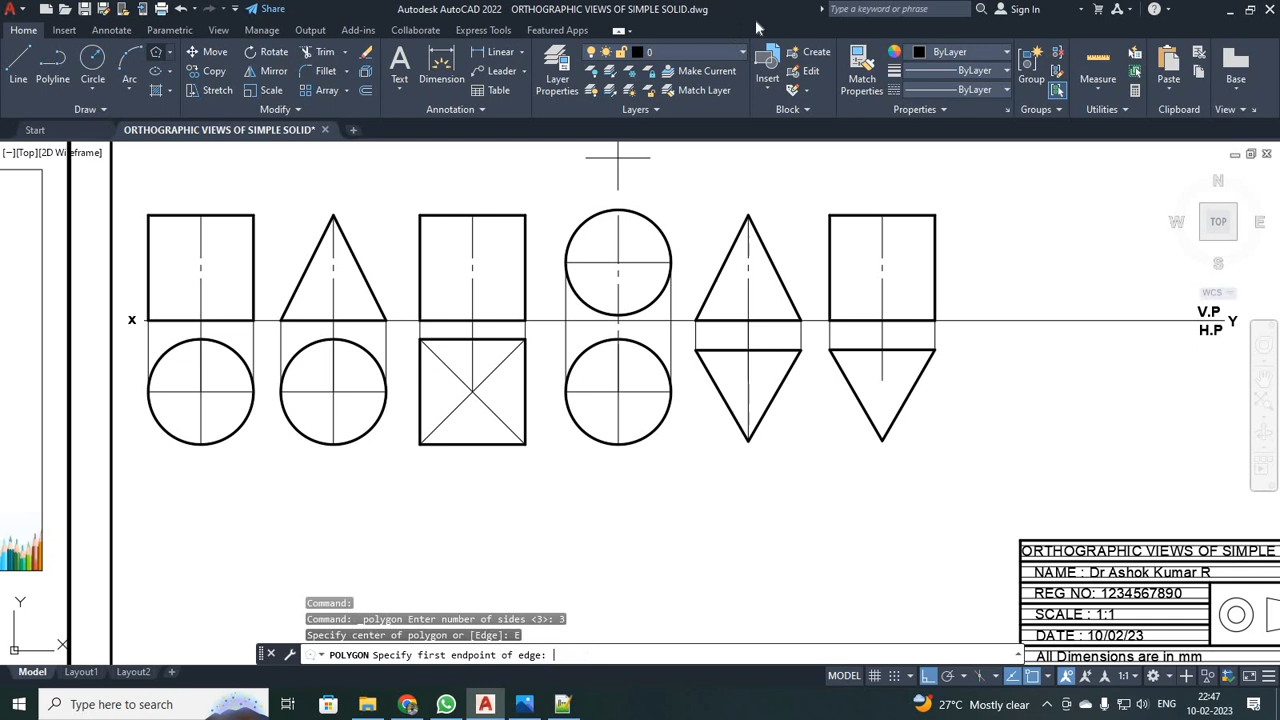 Share
Autodesk AutoCAD 2022 ORTHOGRAPHIC VIEWS OF SIMPLE SOLID.dwg
Type a keyword or phrase
Sign In
Home Insert Annotate Parametric View Manage Output Add-ins Collaborate Express Tools Featured Apps
Line Polyline Circle Arc
Move Rotate Trim
Copy Mirror Fillet
Stretch Scale Array
Text Dimension
Linear
Leader
Table
Layer Properties
0
Make Current
Match Layer
Insert
Create
Edit
Match Properties
ByLayer
ByLayer
ByLayer
Group
Measure
Paste
Base
Draw Modify Annotation Layers Block Properties Groups Utilities Clipboard View
Start
ORTHOGRAPHIC VIEWS OF SIMPLE SOLID*
[−][Top][2D Wireframe]
N
W TOP E
S
WCS
X
V.P
H.P
Y
ORTHOGRAPHIC VIEWS OF SIMPLE
NAME : Dr Ashok Kumar R
REG NO: 1234567890
SCALE : 1:1
DATE : 10/02/23
All Dimensions are in mm
Y
X
Command:
Command: _polygon Enter number of sides <3>: 3
Specify center of polygon or [Edge]: E
POLYGON Specify first endpoint of edge:
Model Layout1 Layout2
MODEL
1:1
Type here to search
27°C Mostly clear
ENG
22:47
10-02-2023